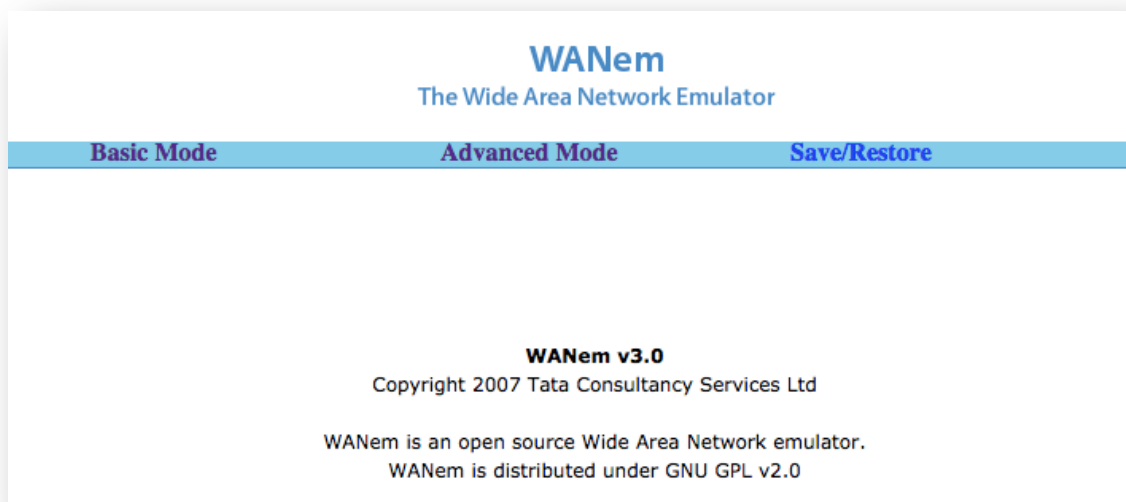 WANem
The Wide Area Network Emulator
Basic Mode Advanced Mode Save/Restore
WANem v3.0
Copyright 2007 Tata Consultancy Services Ltd
WANem is an open source Wide Area Network emulator.
WANem is distributed under GNU GPL v2.0